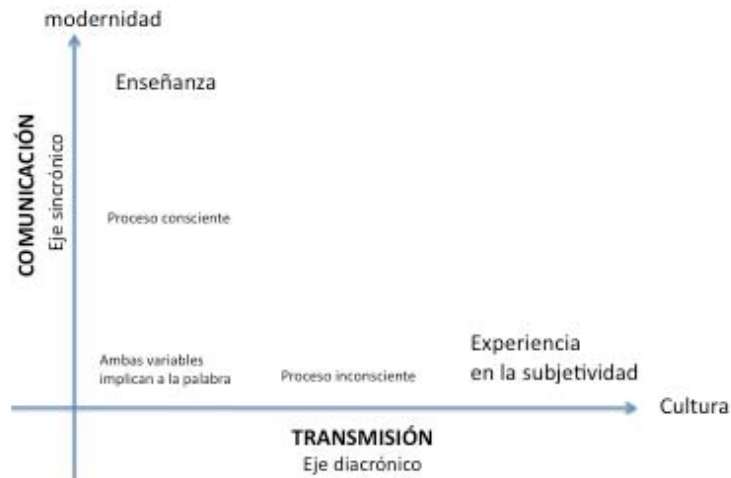 modernidad
Enseñanza
COMUNICACIÓN
Eje sincrónico
Proceso consciente
Ambas variables
implican a la palabra
Proceso inconsciente
Experiencia
en la subjetividad
Cultura
TRANSMISIÓN
Eje diacrónico